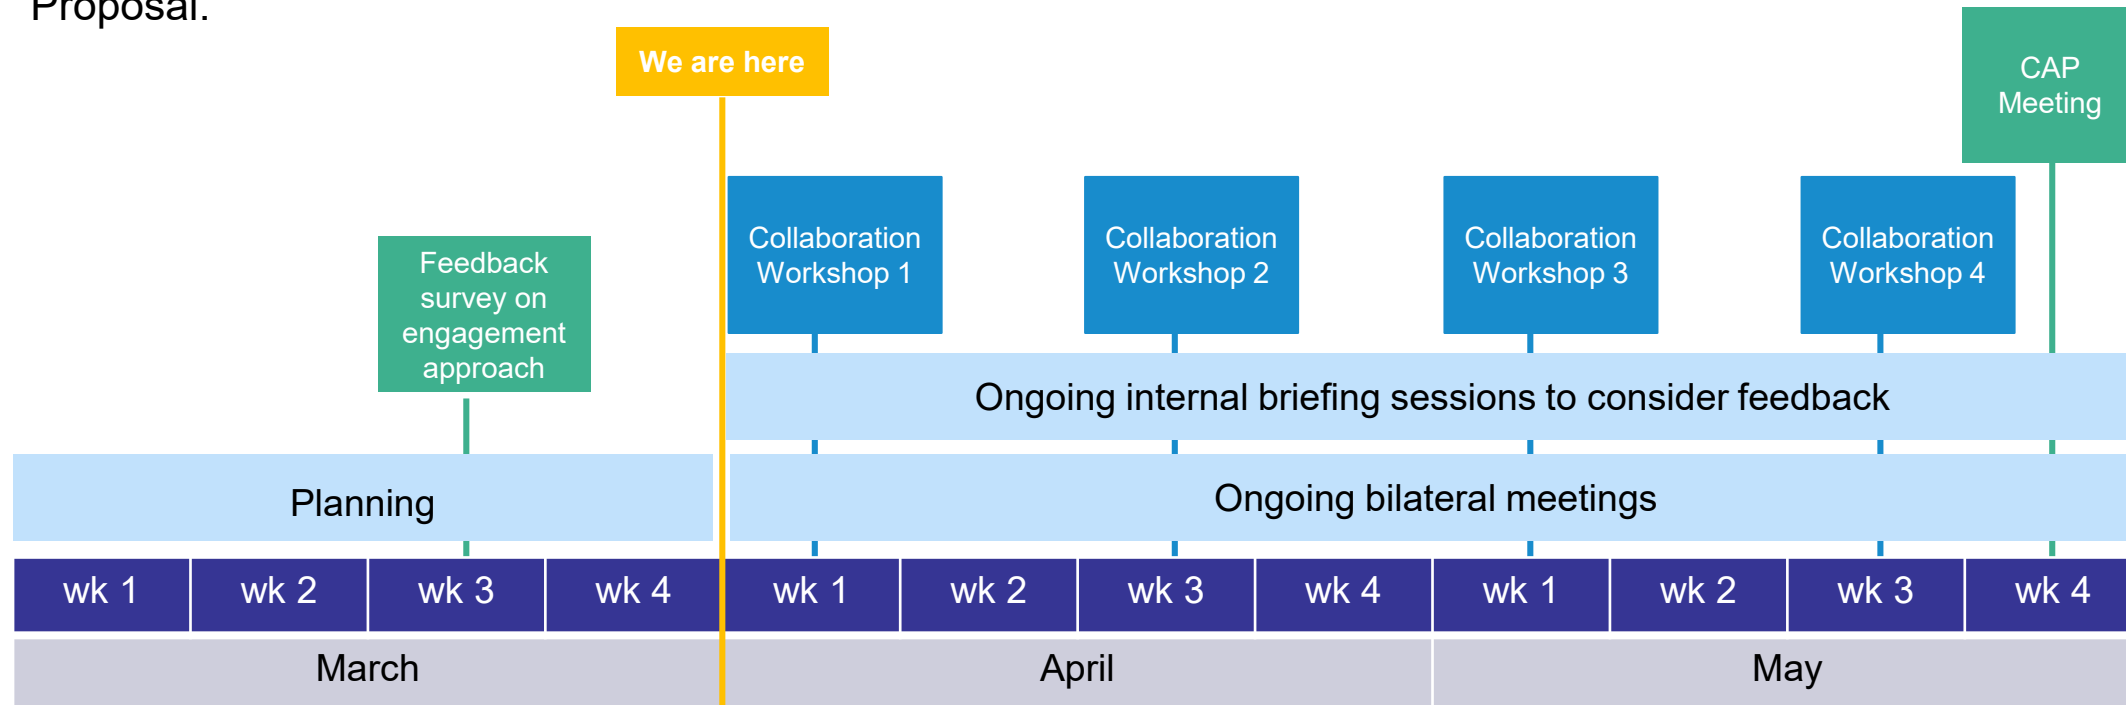 Proposal.
We are here
CAP
Meeting
Collaboration
Workshop 1
Collaboration
Workshop 2
Collaboration
Workshop 3
Collaboration
Workshop 4
Feedback
survey on
engagement
approach
Ongoing internal briefing sessions to consider feedback
Planning
Ongoing bilateral meetings
wk 1 wk 2 wk 3 wk 4 wk 1 wk 2 wk 3 wk 4 wk 1 wk 2 wk 3 wk 4
March April May